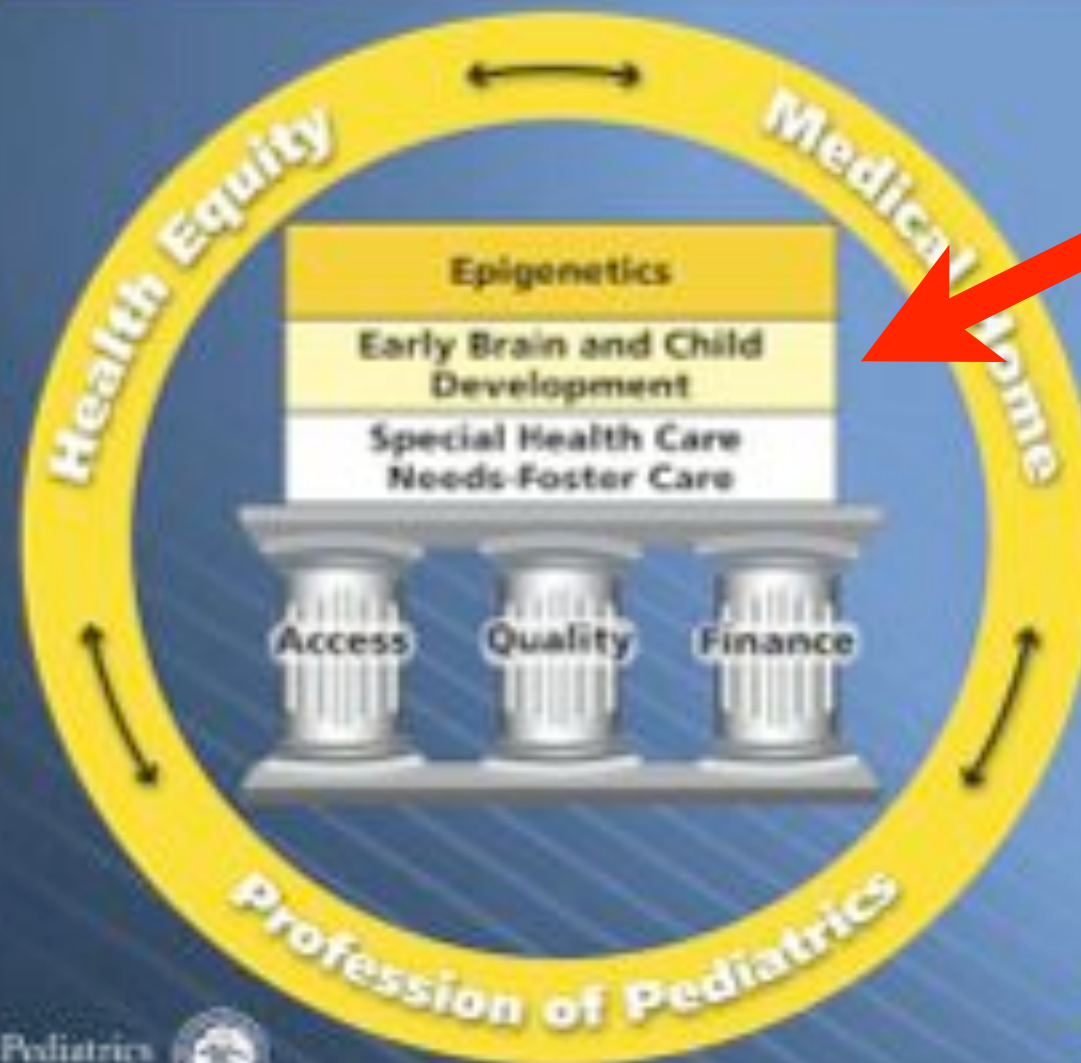 Health Equity
Medical Home
Epigenetics
Early Brain and Child
Development
Special Health Care
Needs-Foster Care
Access
Quality
Finance
Profession of Pediatrics
Pediatrics